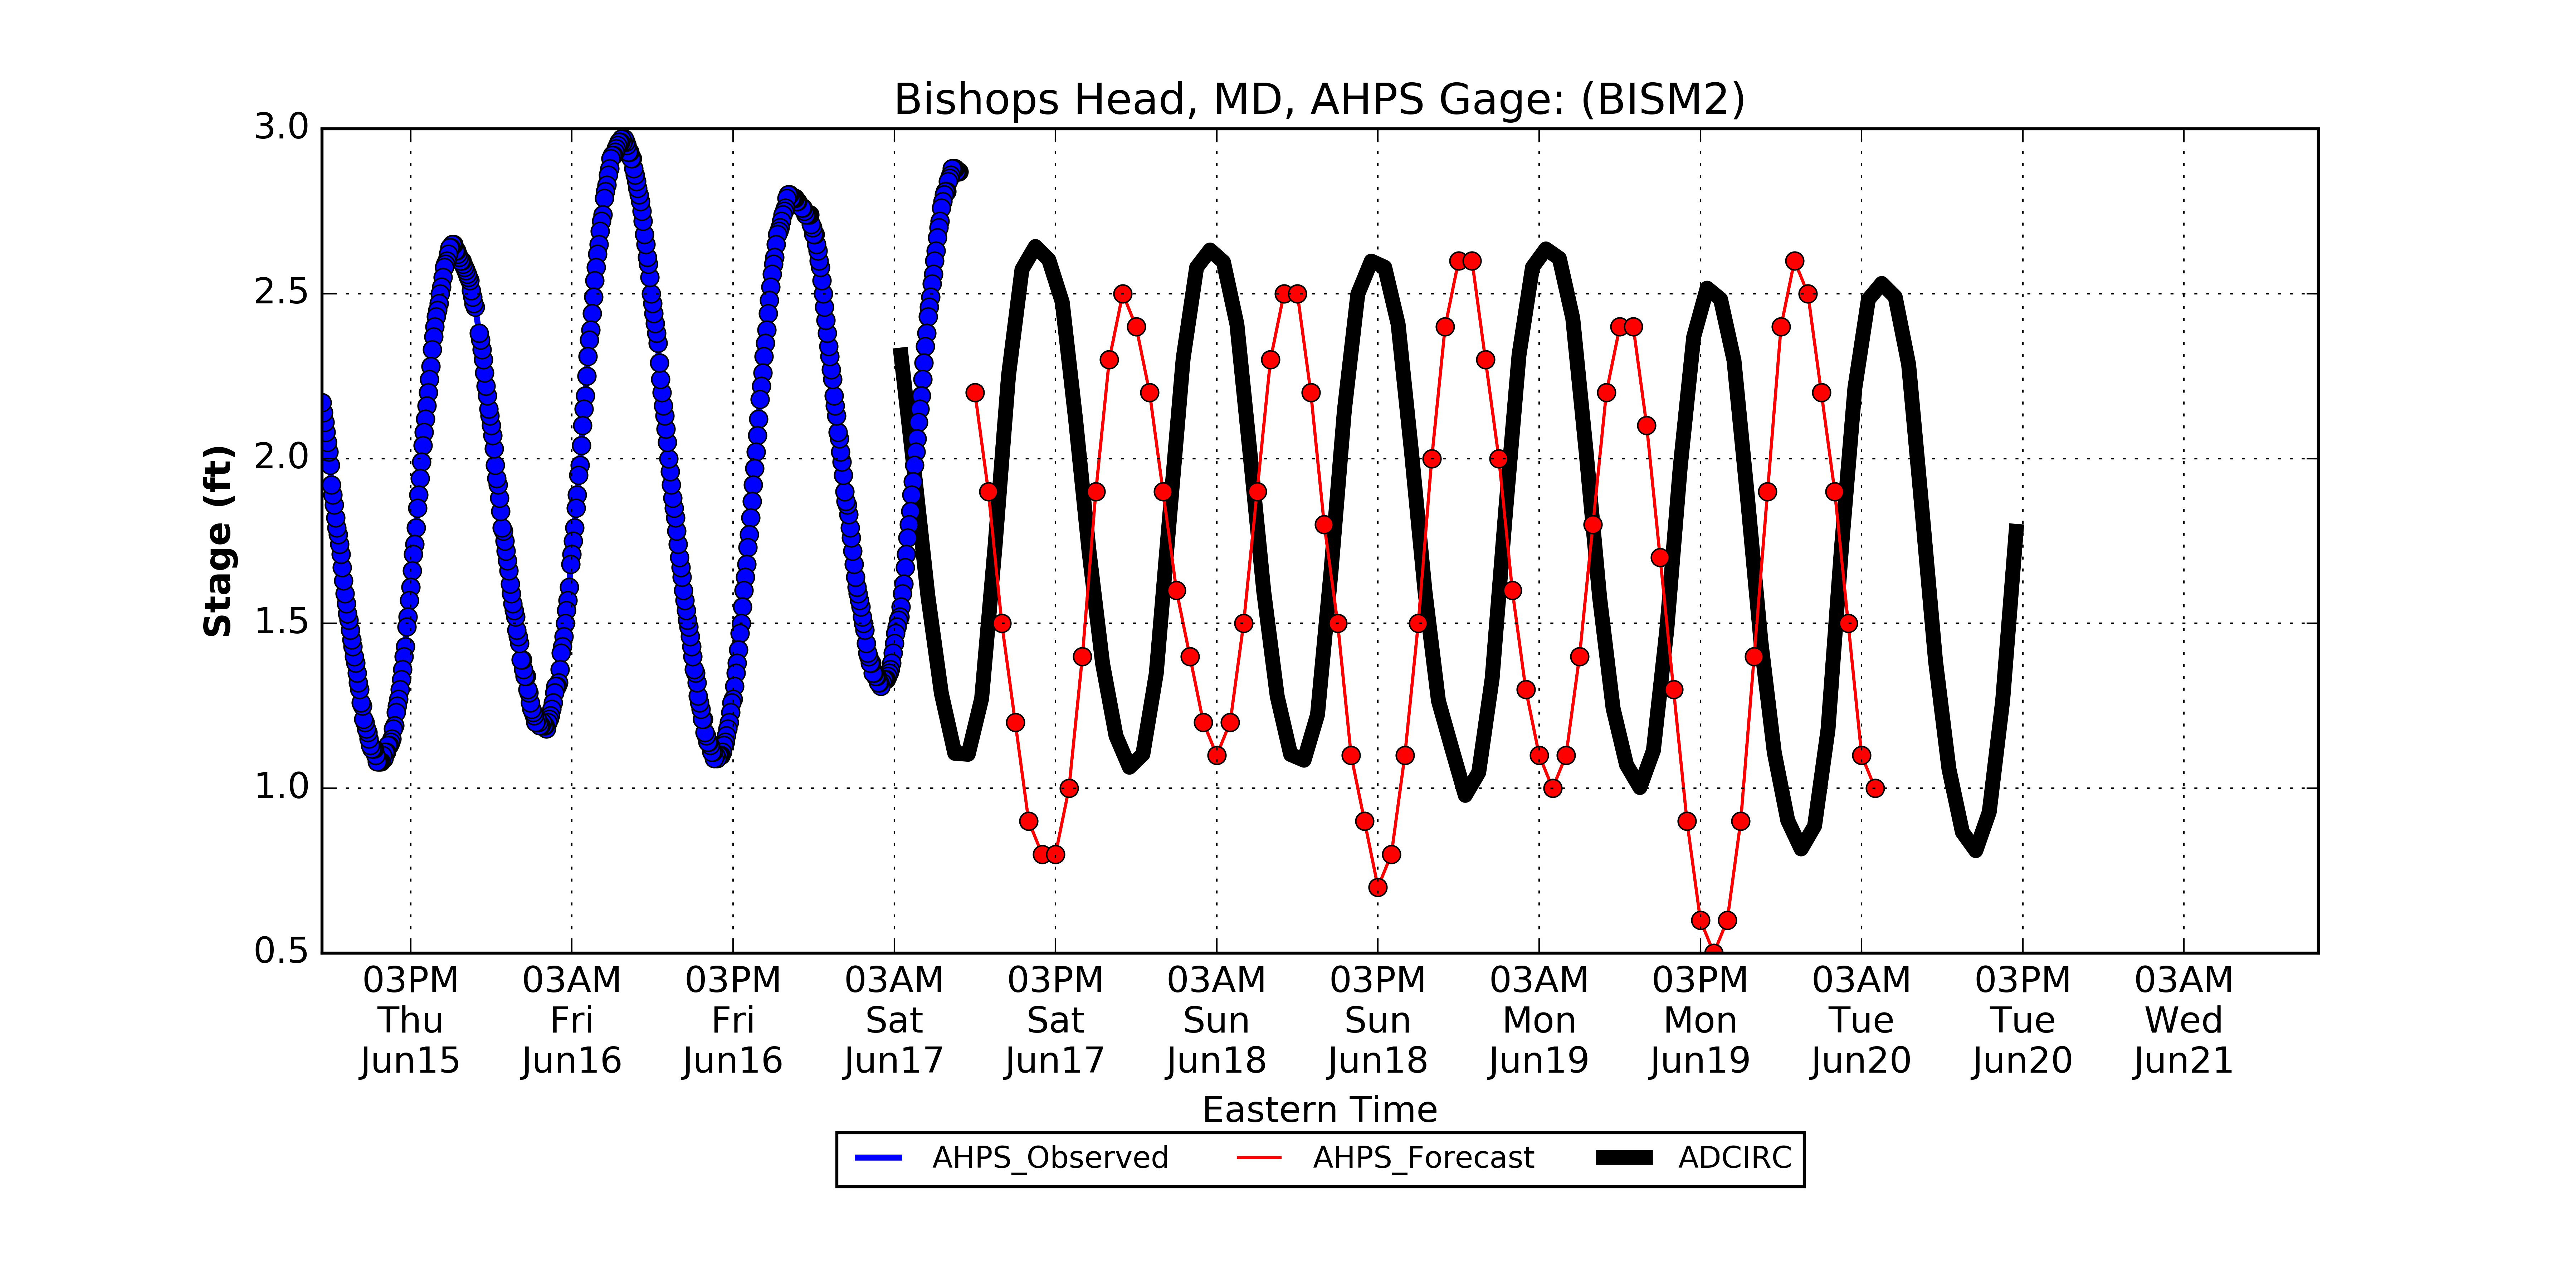 Bishops Head, MD, AHPS Gage: (BISM2)
3.0
2.5
2.0
1.5
1.0
0.5
Stage (ft)
03PM 03AM 03PM 03AM 03PM 03AM 03PM 03AM 03PM 03AM 03PM 03AM
Thu Fri Fri Sat Sat Sun Sun Mon Mon Tue Tue Wed
Jun15 Jun16 Jun16 Jun17 Jun17 Jun18 Jun18 Jun19 Jun19 Jun20 Jun20 Jun21
Eastern Time
AHPS_Observed AHPS_Forecast ADCIRC